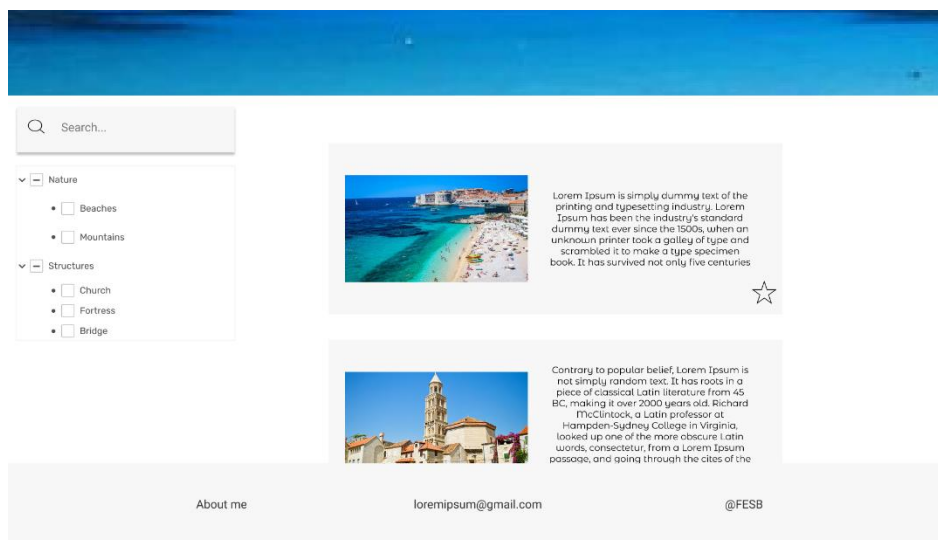 Search...
Nature
Beaches
Mountains
Structures
Church
Fortress
Bridge
Lorem Ipsum is simply dummy text of the
printing and typesetting industry. Lorem
Ipsum has been the industry's standard
dummy text ever since the 1500s, when an
unknown printer took a galley of type and
scrambled it to make a type specimen
book. It has survived not only five centuries
Contrary to popular belief, Lorem Ipsum is
not simply random text. It has roots in a
piece of classical Latin literature from 45
BC, making it over 2000 years old. Richard
McClintock, a Latin professor at
Hampden-Sydney College in Virginia,
looked up one of the more obscure Latin
words, consectetur, from a Lorem Ipsum
passage, and going through the cites of the
About me
loremipsum@gmail.com
@FESB